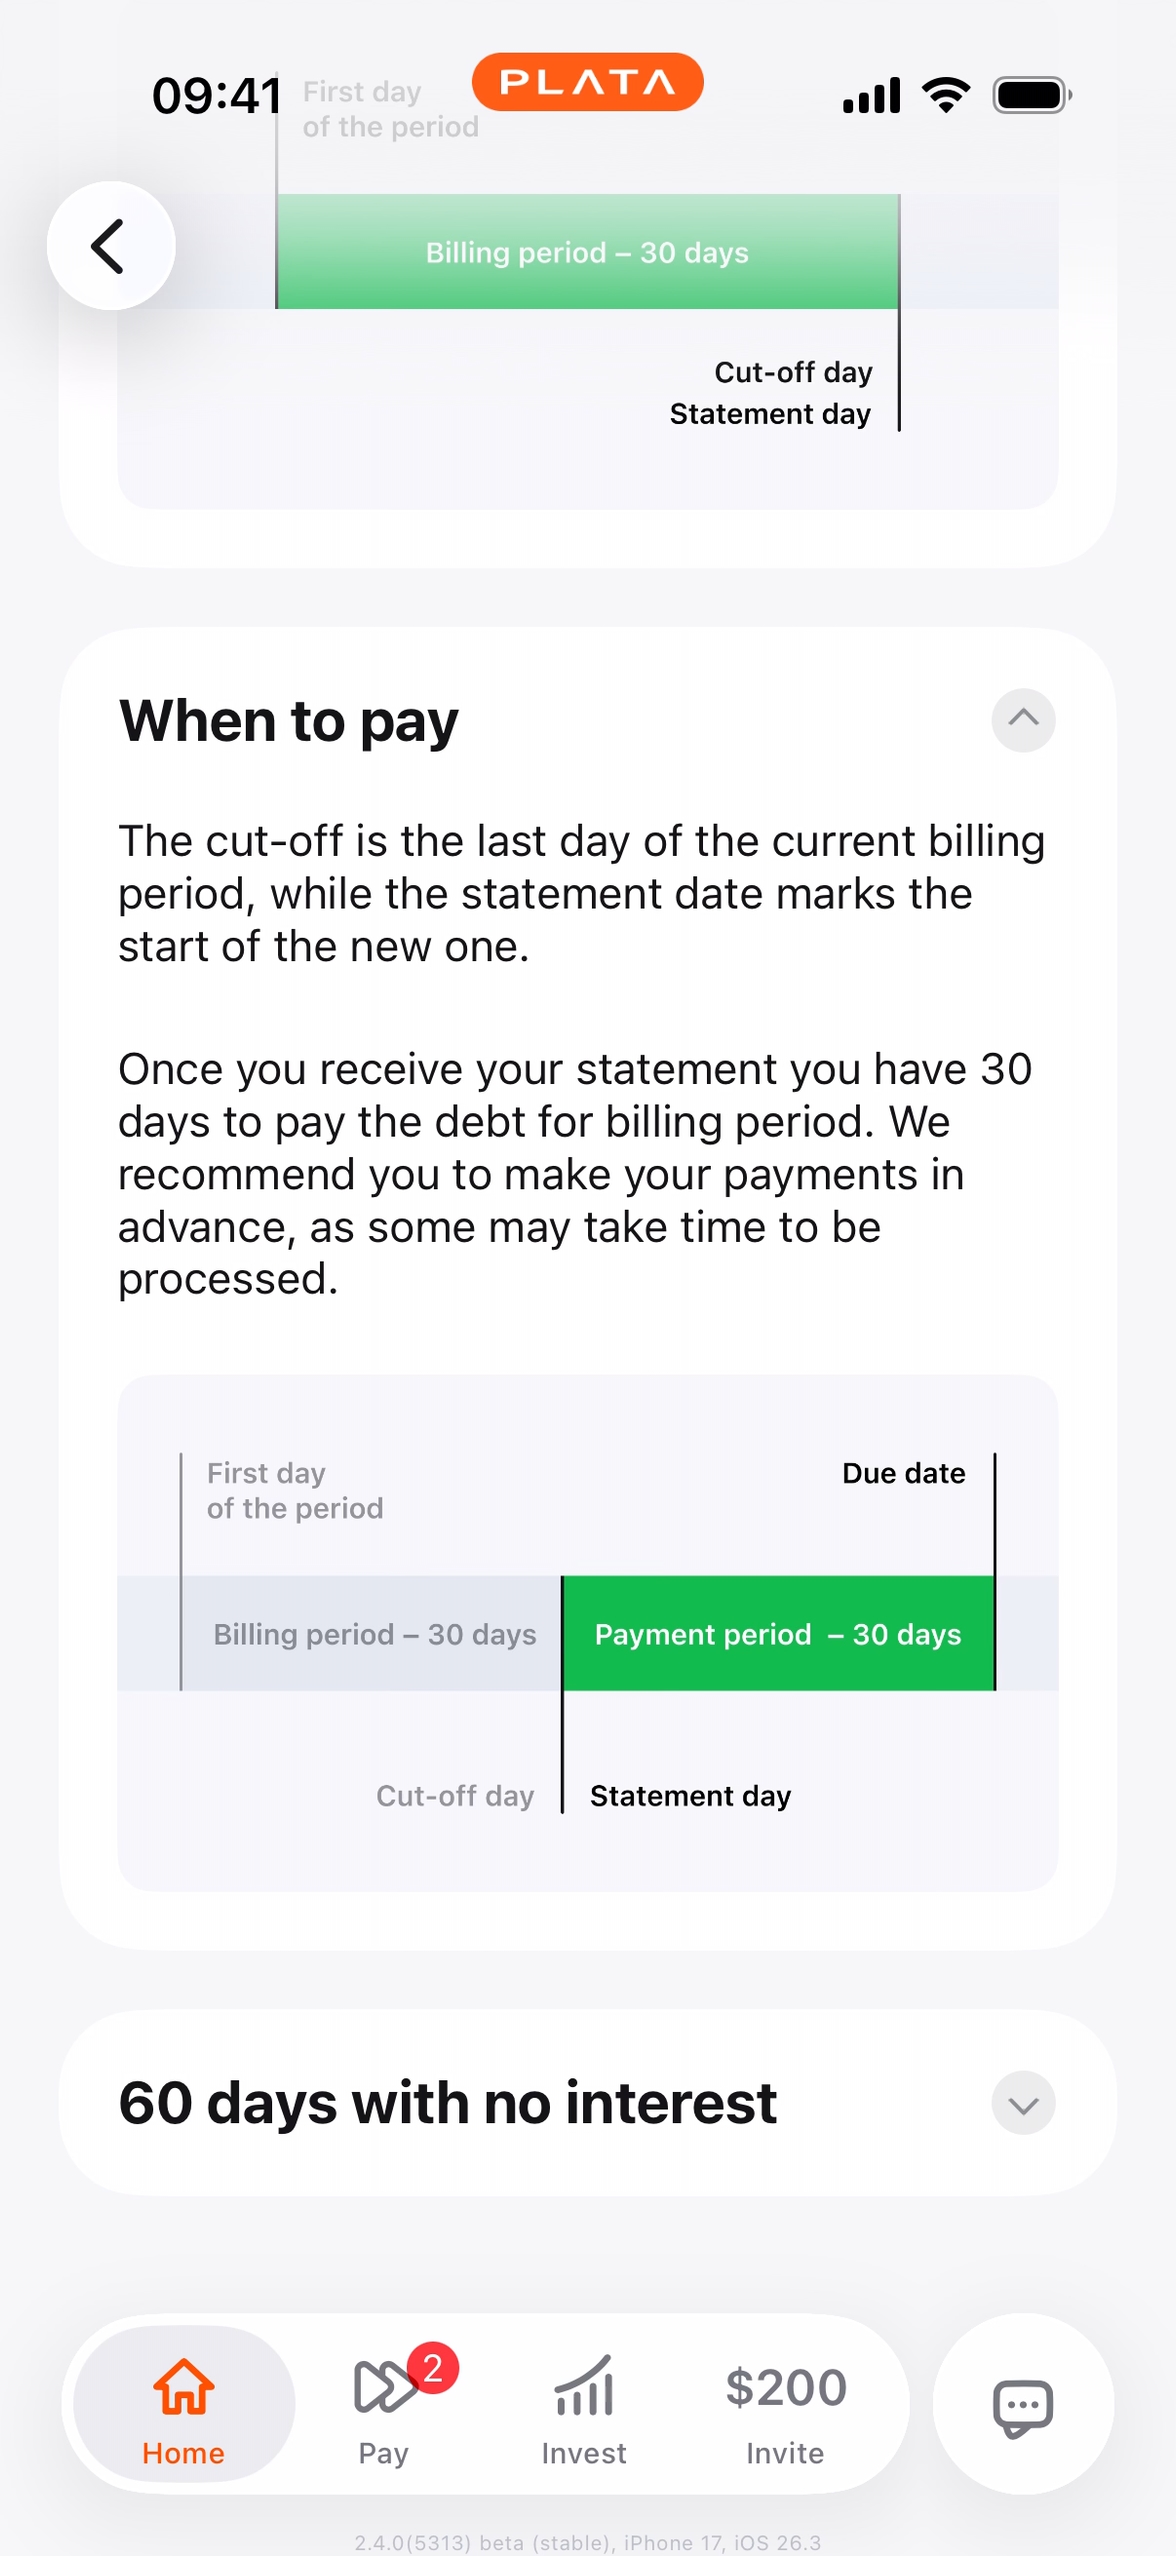 09:41
PLATA
First day
of the period
Billing period – 30 days
Cut-off day
Statement day
When to pay
The cut-off is the last day of the current billing
period, while the statement date marks the
start of the new one.
Once you receive your statement you have 30
days to pay the debt for billing period. We
recommend you to make your payments in
advance, as some may take time to be
processed.
First day
of the period
Due date
Billing period – 30 days
Payment period – 30 days
Cut-off day
Statement day
60 days with no interest
2
$200
Home
Pay
Invest
Invite
2.4.0(5313) beta (stable), iPhone 17, iOS 26.3